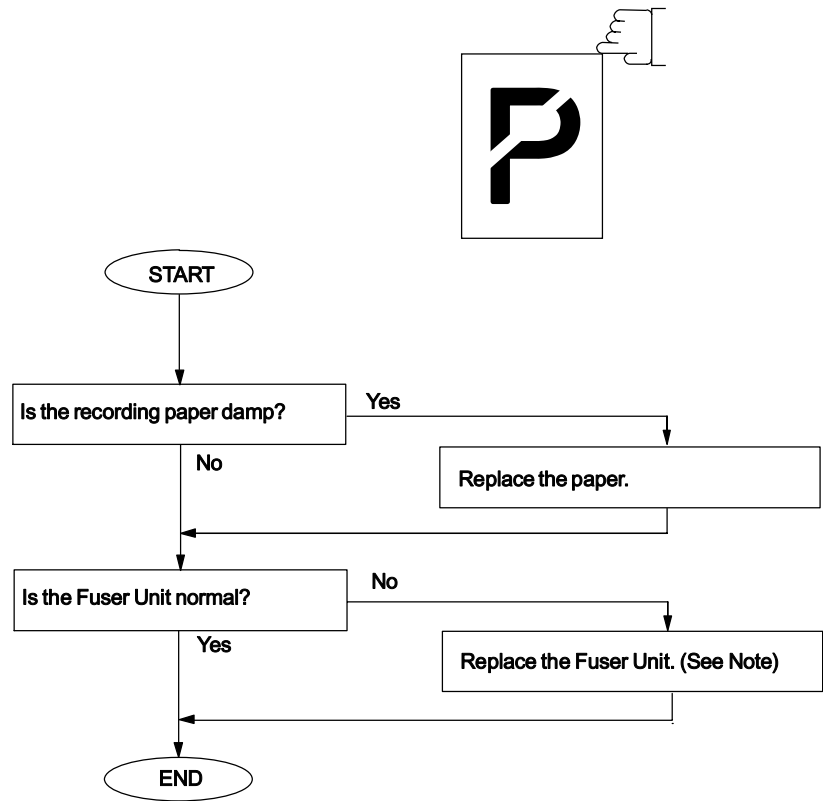 P
START
Is the recording paper damp?
Yes
No
Replace the paper.
Is the Fuser Unit normal?
No
Yes
Replace the Fuser Unit. (See Note)
END